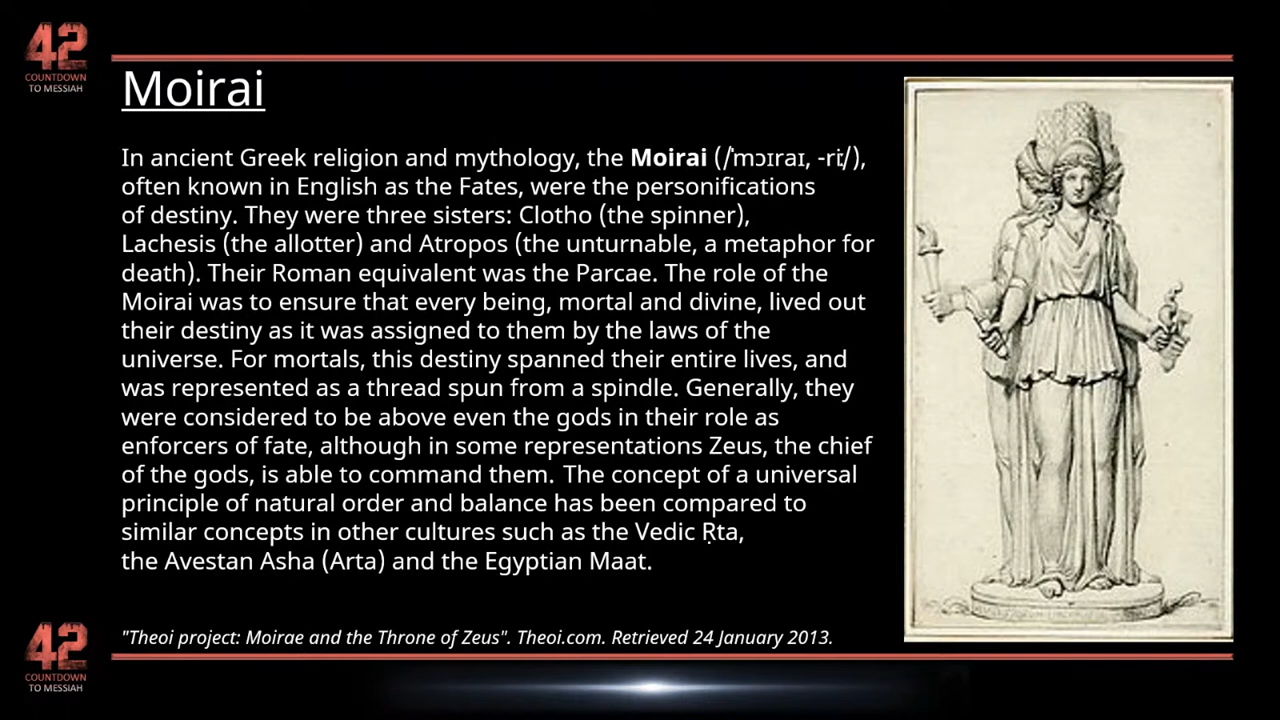 42
COUNTDOWN
TO MESSIAH
Moirai
In ancient Greek religion and mythology, the Moirai (/ˈmɔɪraɪ, -riː/),
often known in English as the Fates, were the personifications
of destiny. They were three sisters: Clotho (the spinner),
Lachesis (the allotter) and Atropos (the unturnable, a metaphor for
death). Their Roman equivalent was the Parcae. The role of the
Moirai was to ensure that every being, mortal and divine, lived out
their destiny as it was assigned to them by the laws of the
universe. For mortals, this destiny spanned their entire lives, and
was represented as a thread spun from a spindle. Generally, they
were considered to be above even the gods in their role as
enforcers of fate, although in some representations Zeus, the chief
of the gods, is able to command them. The concept of a universal
principle of natural order and balance has been compared to
similar concepts in other cultures such as the Vedic Ṛta,
the Avestan Asha (Arta) and the Egyptian Maat.
"Theoi project: Moirae and the Throne of Zeus". Theoi.com. Retrieved 24 January 2013.
42
COUNTDOWN
TO MESSIAH